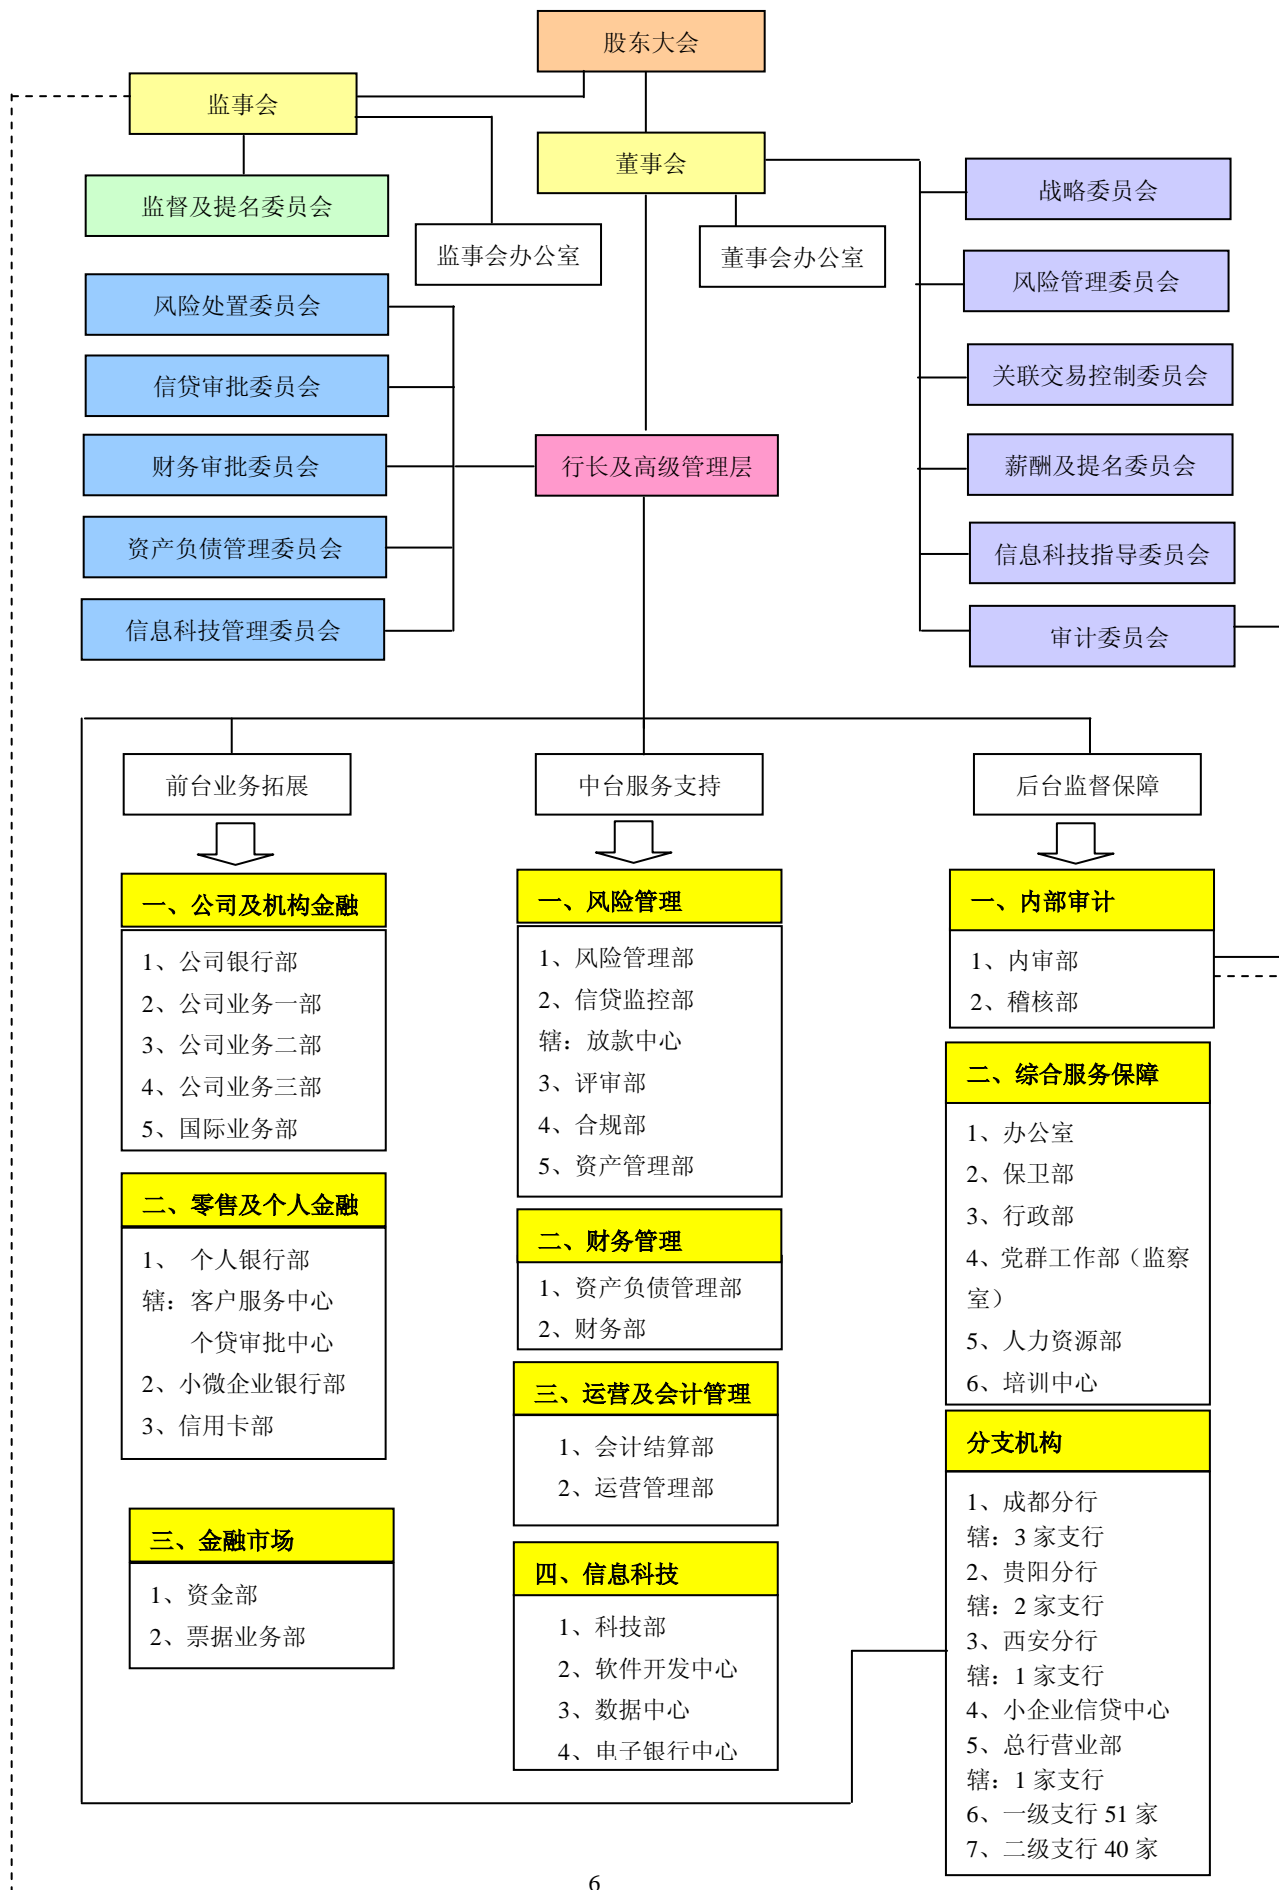 股东大会
监事会
董事会
监督及提名委员会
监事会办公室
董事会办公室
战略委员会
风险管理委员会
关联交易控制委员会
薪酬及提名委员会
信息科技指导委员会
审计委员会
风险处置委员会
信贷审批委员会
财务审批委员会
资产负债管理委员会
信息科技管理委员会
行长及高级管理层
前台业务拓展
中台服务支持
后台监督保障
一、公司及机构金融
1、公司银行部
2、公司业务一部
3、公司业务二部
4、公司业务三部
5、国际业务部
二、零售及个人金融
1、 个人银行部
辖：客户服务中心
个贷审批中心
2、小微企业银行部
3、信用卡部
三、金融市场
1、资金部
2、票据业务部
一、风险管理
1、风险管理部
2、信贷监控部
辖：放款中心
3、评审部
4、合规部
5、资产管理部
二、财务管理
1、资产负债管理部
2、财务部
三、运营及会计管理
1、会计结算部
2、运营管理部
四、信息科技
1、科技部
2、软件开发中心
3、数据中心
4、电子银行中心
一、内部审计
1、内审部
2、稽核部
二、综合服务保障
1、办公室
2、保卫部
3、行政部
4、党群工作部（监察
室）
5、人力资源部
6、培训中心
分支机构
1、成都分行
辖：3 家支行
2、贵阳分行
辖：2 家支行
3、西安分行
辖：1 家支行
4、小企业信贷中心
5、总行营业部
辖：1 家支行
6、一级支行 51 家
7、二级支行 40 家
6